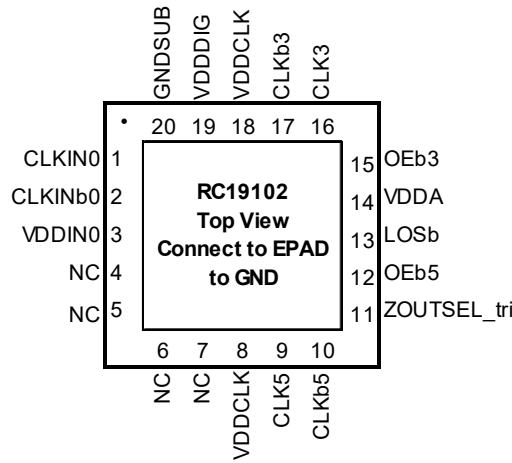 GNDSUB
VDDDIG
VDDCLK
CLKb3
CLK3
20 19 18 17 16
CLKIN0 1
CLKINb0 2
VDDIN0 3
NC 4
NC 5
RC19102
Top View
Connect to EPAD
to GND
15 OEb3
14 VDDA
13 LOSb
12 OEb5
11 ZOUTSEL_tri
6 7 8 9 10
NC
NC
VDDCLK
CLK5
CLKb5